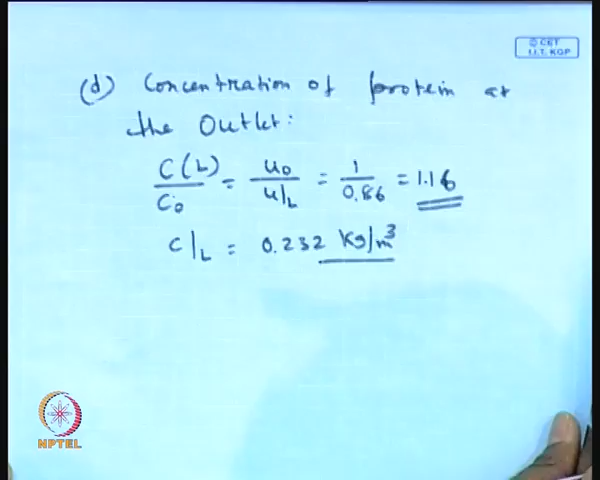 © CET
I.I.T. KGP
(d) Concentration of protein at
the Outlet:
C(L)/C₀ = u₀/u|L = 1/0.86 = 1.16
C|L = 0.232 Kg/m³
NPTEL